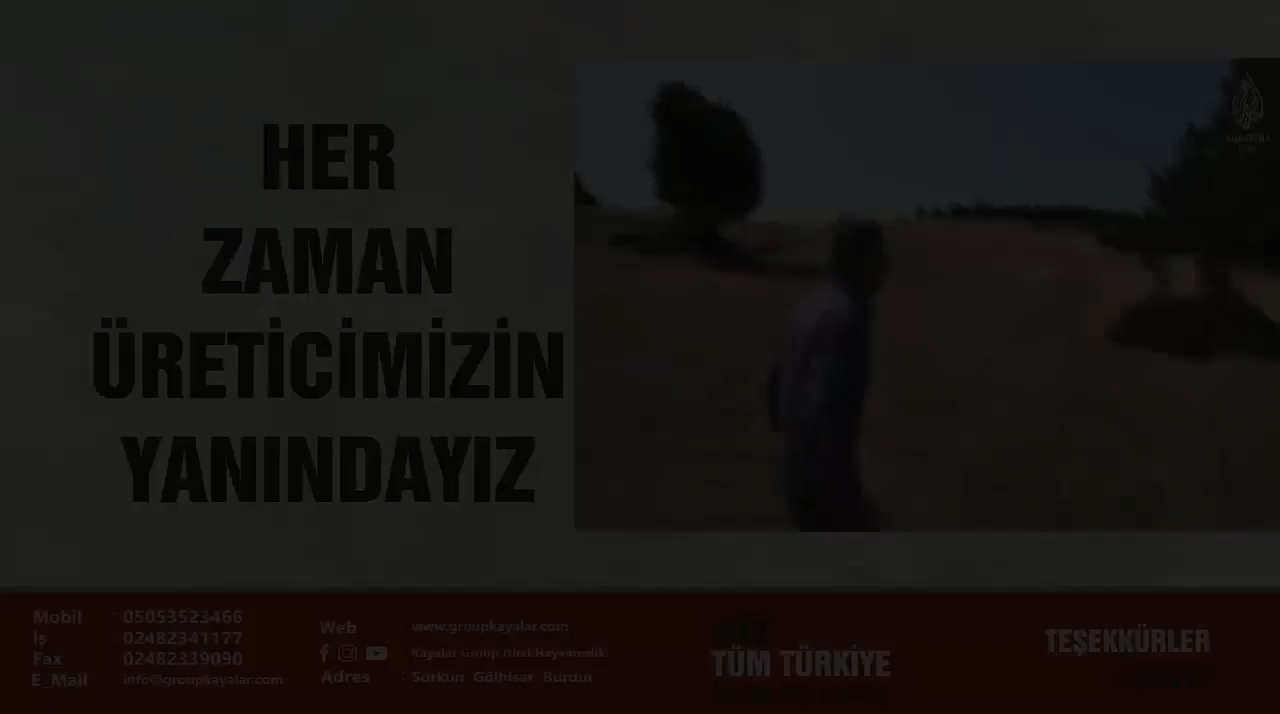 HER
ZAMAN
ÜRETİCİMİZİN
YANINDAYIZ
Mobil : 05053523466
İş : 02482341177
Fax : 02482339090
E_Mail : info@groupkayalar.com
Web : www.groupkayalar.com
: Kayalar Group İthal Hayvancılık
Adres : Sorkun Gölhisar Burdur
TÜM TÜRKİYE
TEŞEKKÜRLER